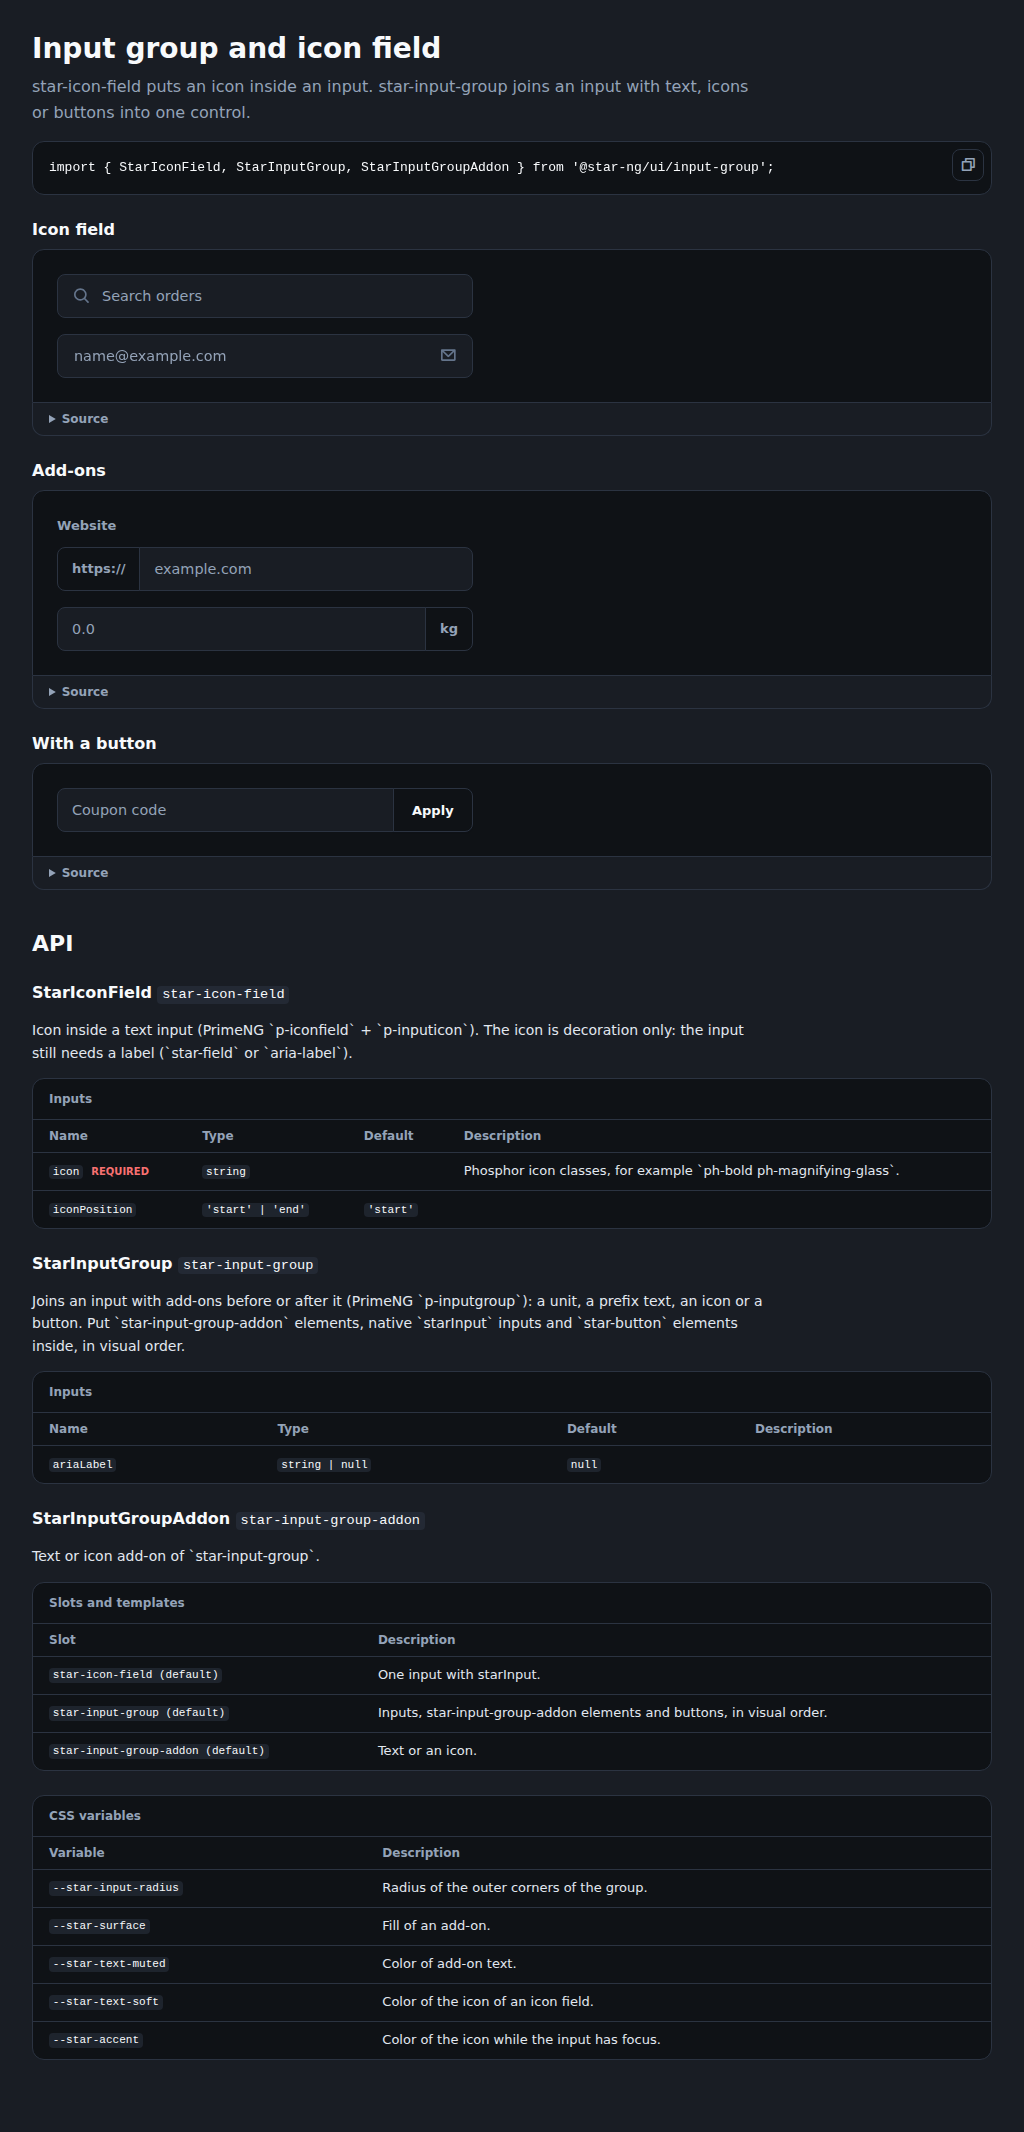 Input group and icon field
star-icon-field puts an icon inside an input. star-input-group joins an input with text, icons
or buttons into one control.
import { StarIconField, StarInputGroup, StarInputGroupAddon } from '@star-ng/ui/input-group';
Icon field
Search orders
name@example.com
Source
Add-ons
Website
https:// example.com
0.0 kg
Source
With a button
Coupon code Apply
Source
API
StarIconField star-icon-field
Icon inside a text input (PrimeNG `p-iconfield` + `p-inputicon`). The icon is decoration only: the input
still needs a label (`star-field` or `aria-label`).
Inputs
Name Type Default Description
icon REQUIRED string Phosphor icon classes, for example `ph-bold ph-magnifying-glass`.
iconPosition 'start' | 'end' 'start'
StarInputGroup star-input-group
Joins an input with add-ons before or after it (PrimeNG `p-inputgroup`): a unit, a prefix text, an icon or a
button. Put `star-input-group-addon` elements, native `starInput` inputs and `star-button` elements
inside, in visual order.
Inputs
Name Type Default Description
ariaLabel string | null null
StarInputGroupAddon star-input-group-addon
Text or icon add-on of `star-input-group`.
Slots and templates
Slot Description
star-icon-field (default) One input with starInput.
star-input-group (default) Inputs, star-input-group-addon elements and buttons, in visual order.
star-input-group-addon (default) Text or an icon.
CSS variables
Variable Description
--star-input-radius Radius of the outer corners of the group.
--star-surface Fill of an add-on.
--star-text-muted Color of add-on text.
--star-text-soft Color of the icon of an icon field.
--star-accent Color of the icon while the input has focus.